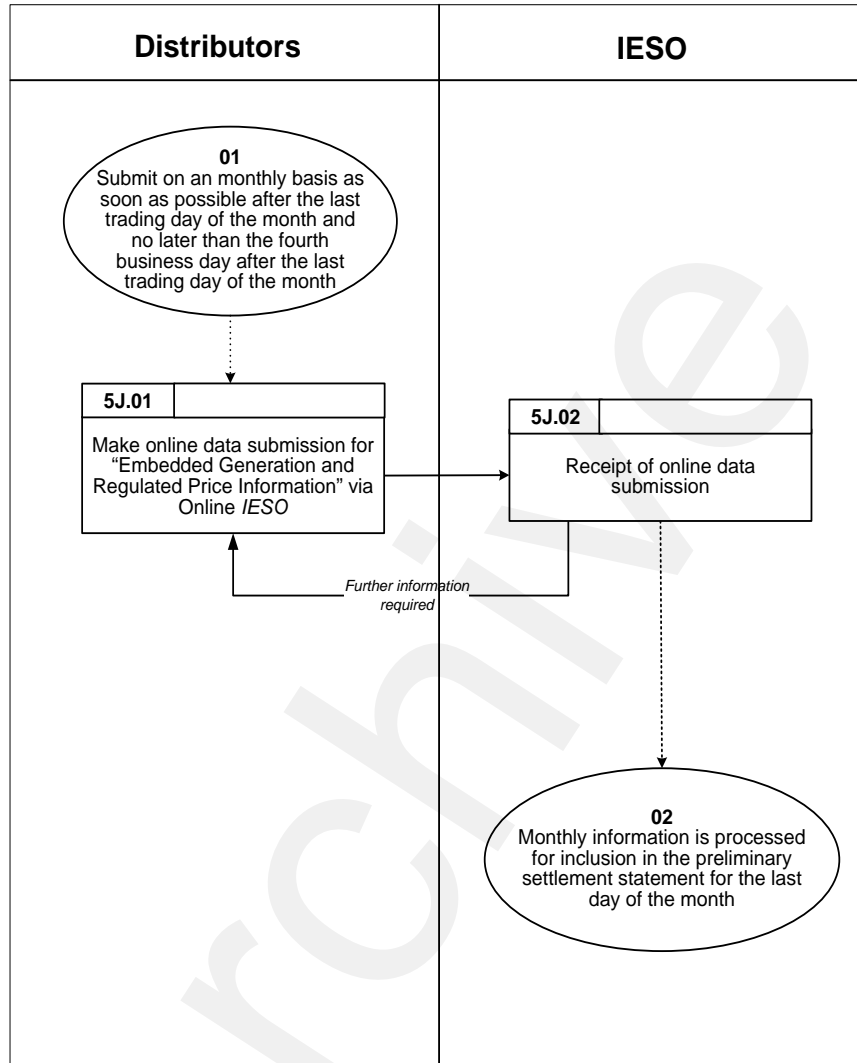 Distributors
IESO
01
Submit on an monthly basis as
soon as possible after the last
trading day of the month and
no later than the fourth
business day after the last
trading day of the month
5J.01
Make online data submission for
“Embedded Generation and
Regulated Price Information” via
Online IESO
5J.02
Receipt of online data
submission
Further information
required
02
Monthly information is processed
for inclusion in the preliminary
settlement statement for the last
day of the month
rchive